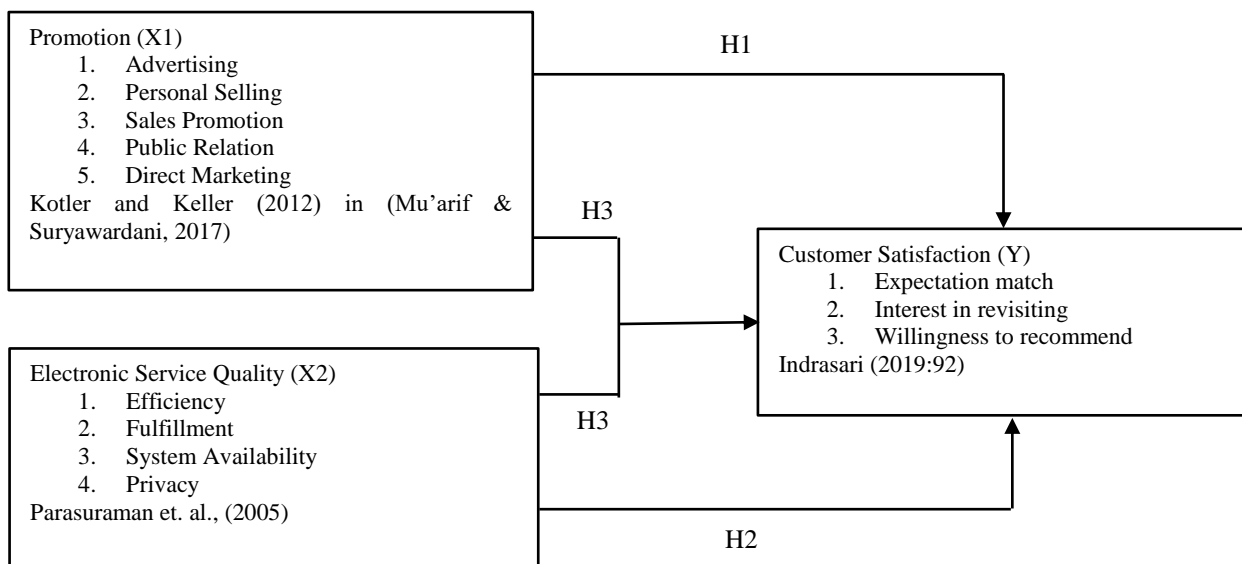 Promotion (X1)
1. Advertising
2. Personal Selling
3. Sales Promotion
4. Public Relation
5. Direct Marketing
Kotler and Keller (2012) in (Mu’arif &
Suryawardani, 2017)
H1
H3
Customer Satisfaction (Y)
1. Expectation match
2. Interest in revisiting
3. Willingness to recommend
Indrasari (2019:92)
Electronic Service Quality (X2)
1. Efficiency
2. Fulfillment
3. System Availability
4. Privacy
Parasuraman et. al., (2005)
H3
H2